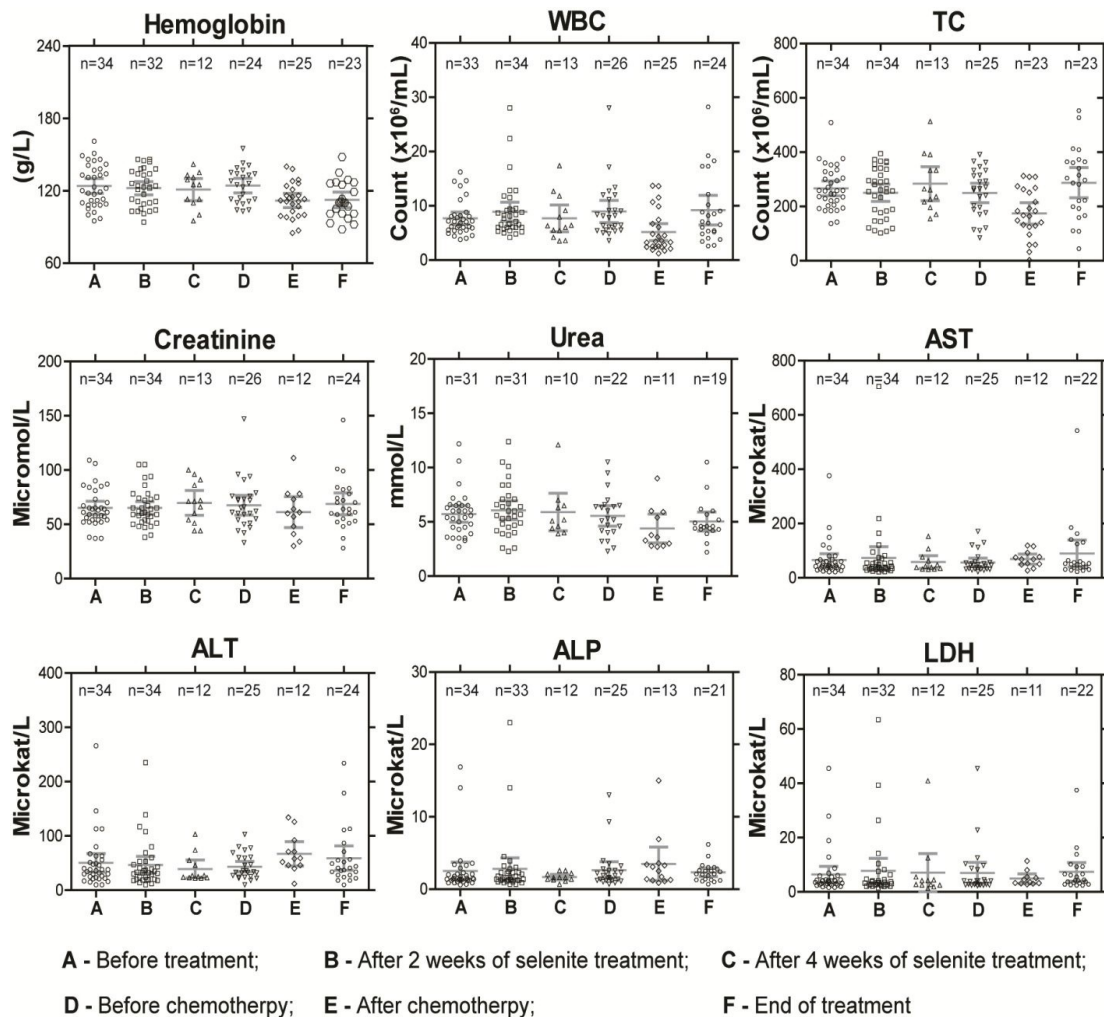 Hemoglobin
WBC
TC
(g/L)
240
180
120
60
n=34 n=32 n=12 n=24 n=25 n=23
A B C D E F
Count (x10⁶/mL)
40
30
20
10
0
n=33 n=34 n=13 n=26 n=25 n=24
A B C D E F
Count (x10⁶/mL)
800
600
400
200
0
n=34 n=34 n=13 n=25 n=23 n=23
A B C D E F
Creatinine
Urea
AST
Micromol/L
200
150
100
50
0
n=34 n=34 n=13 n=26 n=12 n=24
A B C D E F
mmol/L
20
15
10
5
0
n=31 n=31 n=10 n=22 n=11 n=19
A B C D E F
Microkat/L
800
600
400
200
0
n=34 n=34 n=12 n=25 n=12 n=22
A B C D E F
ALT
ALP
LDH
Microkat/L
400
300
200
100
50
0
n=34 n=34 n=12 n=25 n=12 n=24
A B C D E F
Microkat/L
30
20
10
0
n=34 n=33 n=12 n=25 n=13 n=21
A B C D E F
Microkat/L
80
60
40
20
0
n=34 n=32 n=12 n=25 n=11 n=22
A B C D E F
A - Before treatment; B - After 2 weeks of selenite treatment; C - After 4 weeks of selenite treatment;
D - Before chemotherpy; E - After chemotherpy; F - End of treatment